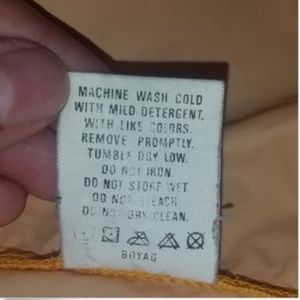 MACHINE WASH COLD
WITH MILD DETERGENT,
WITH LIKE COLORS.
REMOVE PROMPTLY.
TUMBLE DRY LOW.
DO NOT IRON.
DO NOT STORE WET.
DO NOT BLEACH.
DO NOT DRY CLEAN.
BOYAG